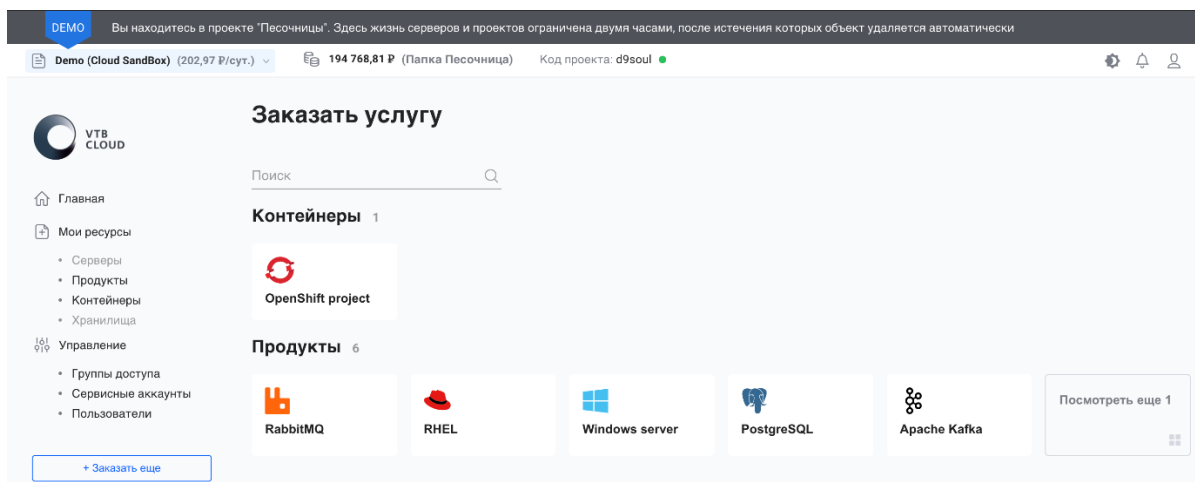 DEMO Вы находитесь в проекте "Песочницы". Здесь жизнь серверов и проектов ограничена двумя часами, после истечения которых объект удаляется автоматически
Demo (Cloud SandBox) (202,97 ₽/сут.) 194 768,81 ₽ (Папка Песочница) Код проекта: d9soul
VTB
CLOUD
Главная
Мои ресурсы
• Серверы
• Продукты
• Контейнеры
• Хранилища
Управление
• Группы доступа
• Сервисные аккаунты
• Пользователи
+ Заказать еще
Заказать услугу
Поиск
Контейнеры 1
OpenShift project
Продукты 6
RabbitMQ
RHEL
Windows server
PostgreSQL
Apache Kafka
Посмотреть еще 1